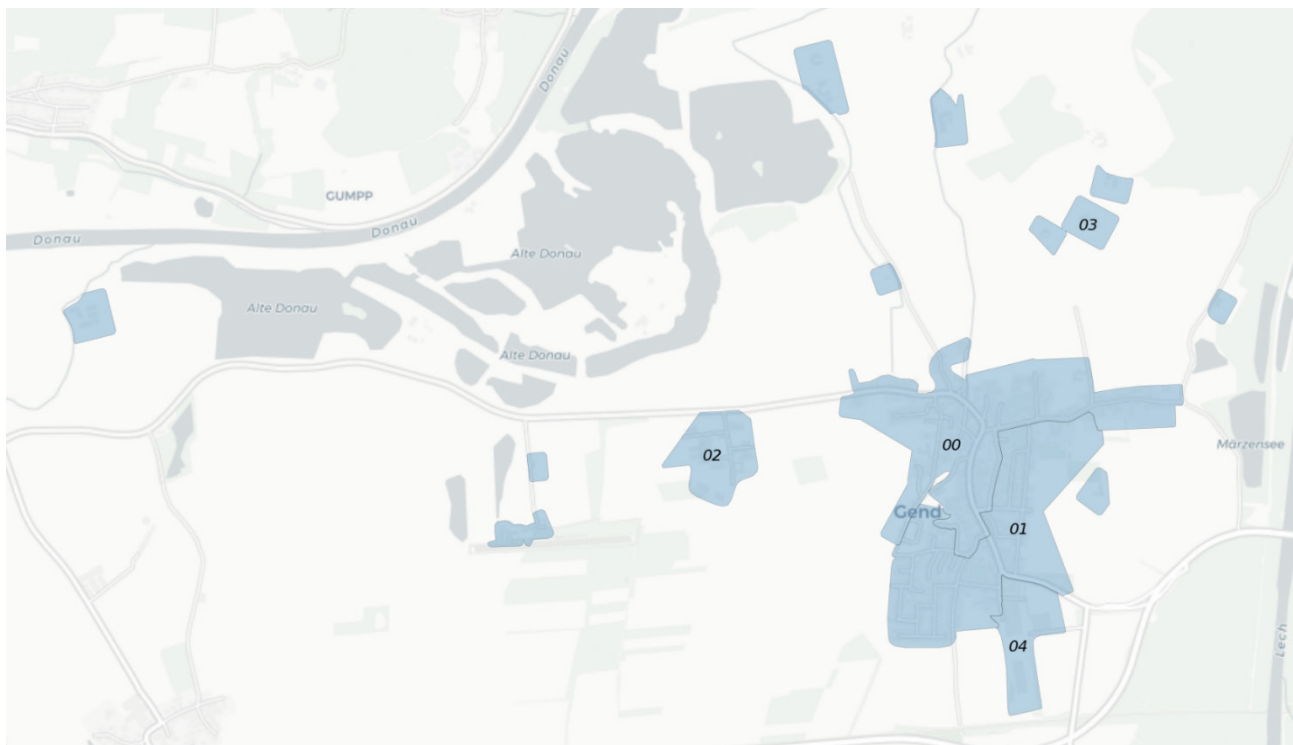 Donau
GUMPP
Donau
Donau
03
Alte Donau
Alte Donau
Alte Donau
00
Märzensee
02
Gend
01
Lech
04